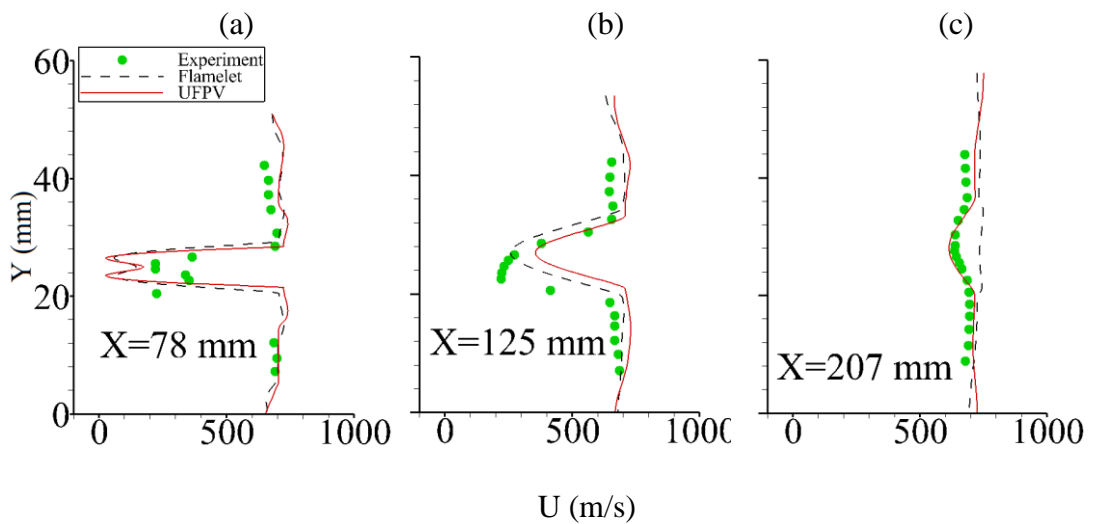 (a) (b) (c)
60
Experiment
Flamelet
UFPV
40
Y (mm)
20
X=78 mm X=125 mm X=207 mm
0
0 500 1000 0 500 1000 0 500 1000
U (m/s)